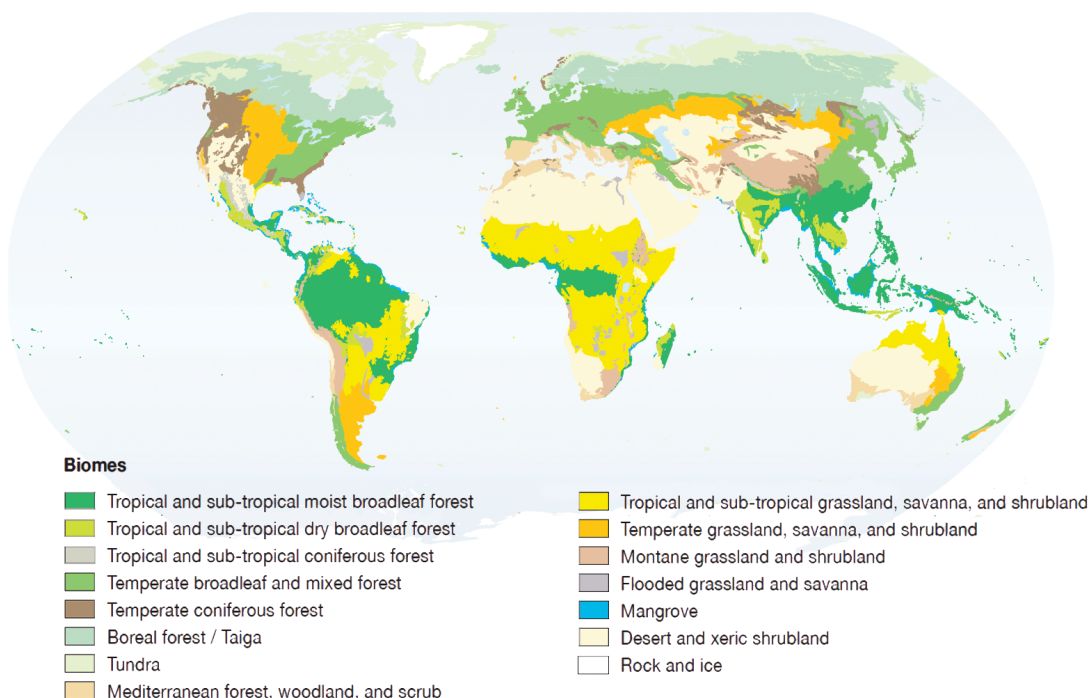 Biomes
Tropical and sub-tropical moist broadleaf forest
Tropical and sub-tropical dry broadleaf forest
Tropical and sub-tropical coniferous forest
Temperate broadleaf and mixed forest
Temperate coniferous forest
Boreal forest / Taiga
Tundra
Mediterranean forest, woodland, and scrub
Tropical and sub-tropical grassland, savanna, and shrubland
Temperate grassland, savanna, and shrubland
Montane grassland and shrubland
Flooded grassland and savanna
Mangrove
Desert and xeric shrubland
Rock and ice